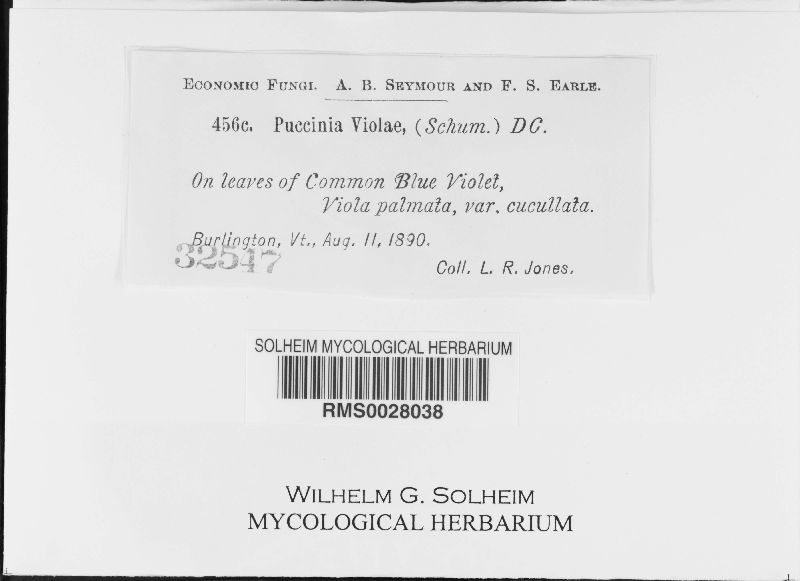 Economic Fungi. A. B. Seymour and F. S. Earle.
456c. Puccinia Violae, (Schum.) DC.
On leaves of Common Blue Violet,
Viola palmata, var. cucullata.
Burlington, Vt., Aug. 11, 1890.
32547
Coll. L. R. Jones.
SOLHEIM MYCOLOGICAL HERBARIUM
RMS0028038
WILHELM G. SOLHEIM
MYCOLOGICAL HERBARIUM